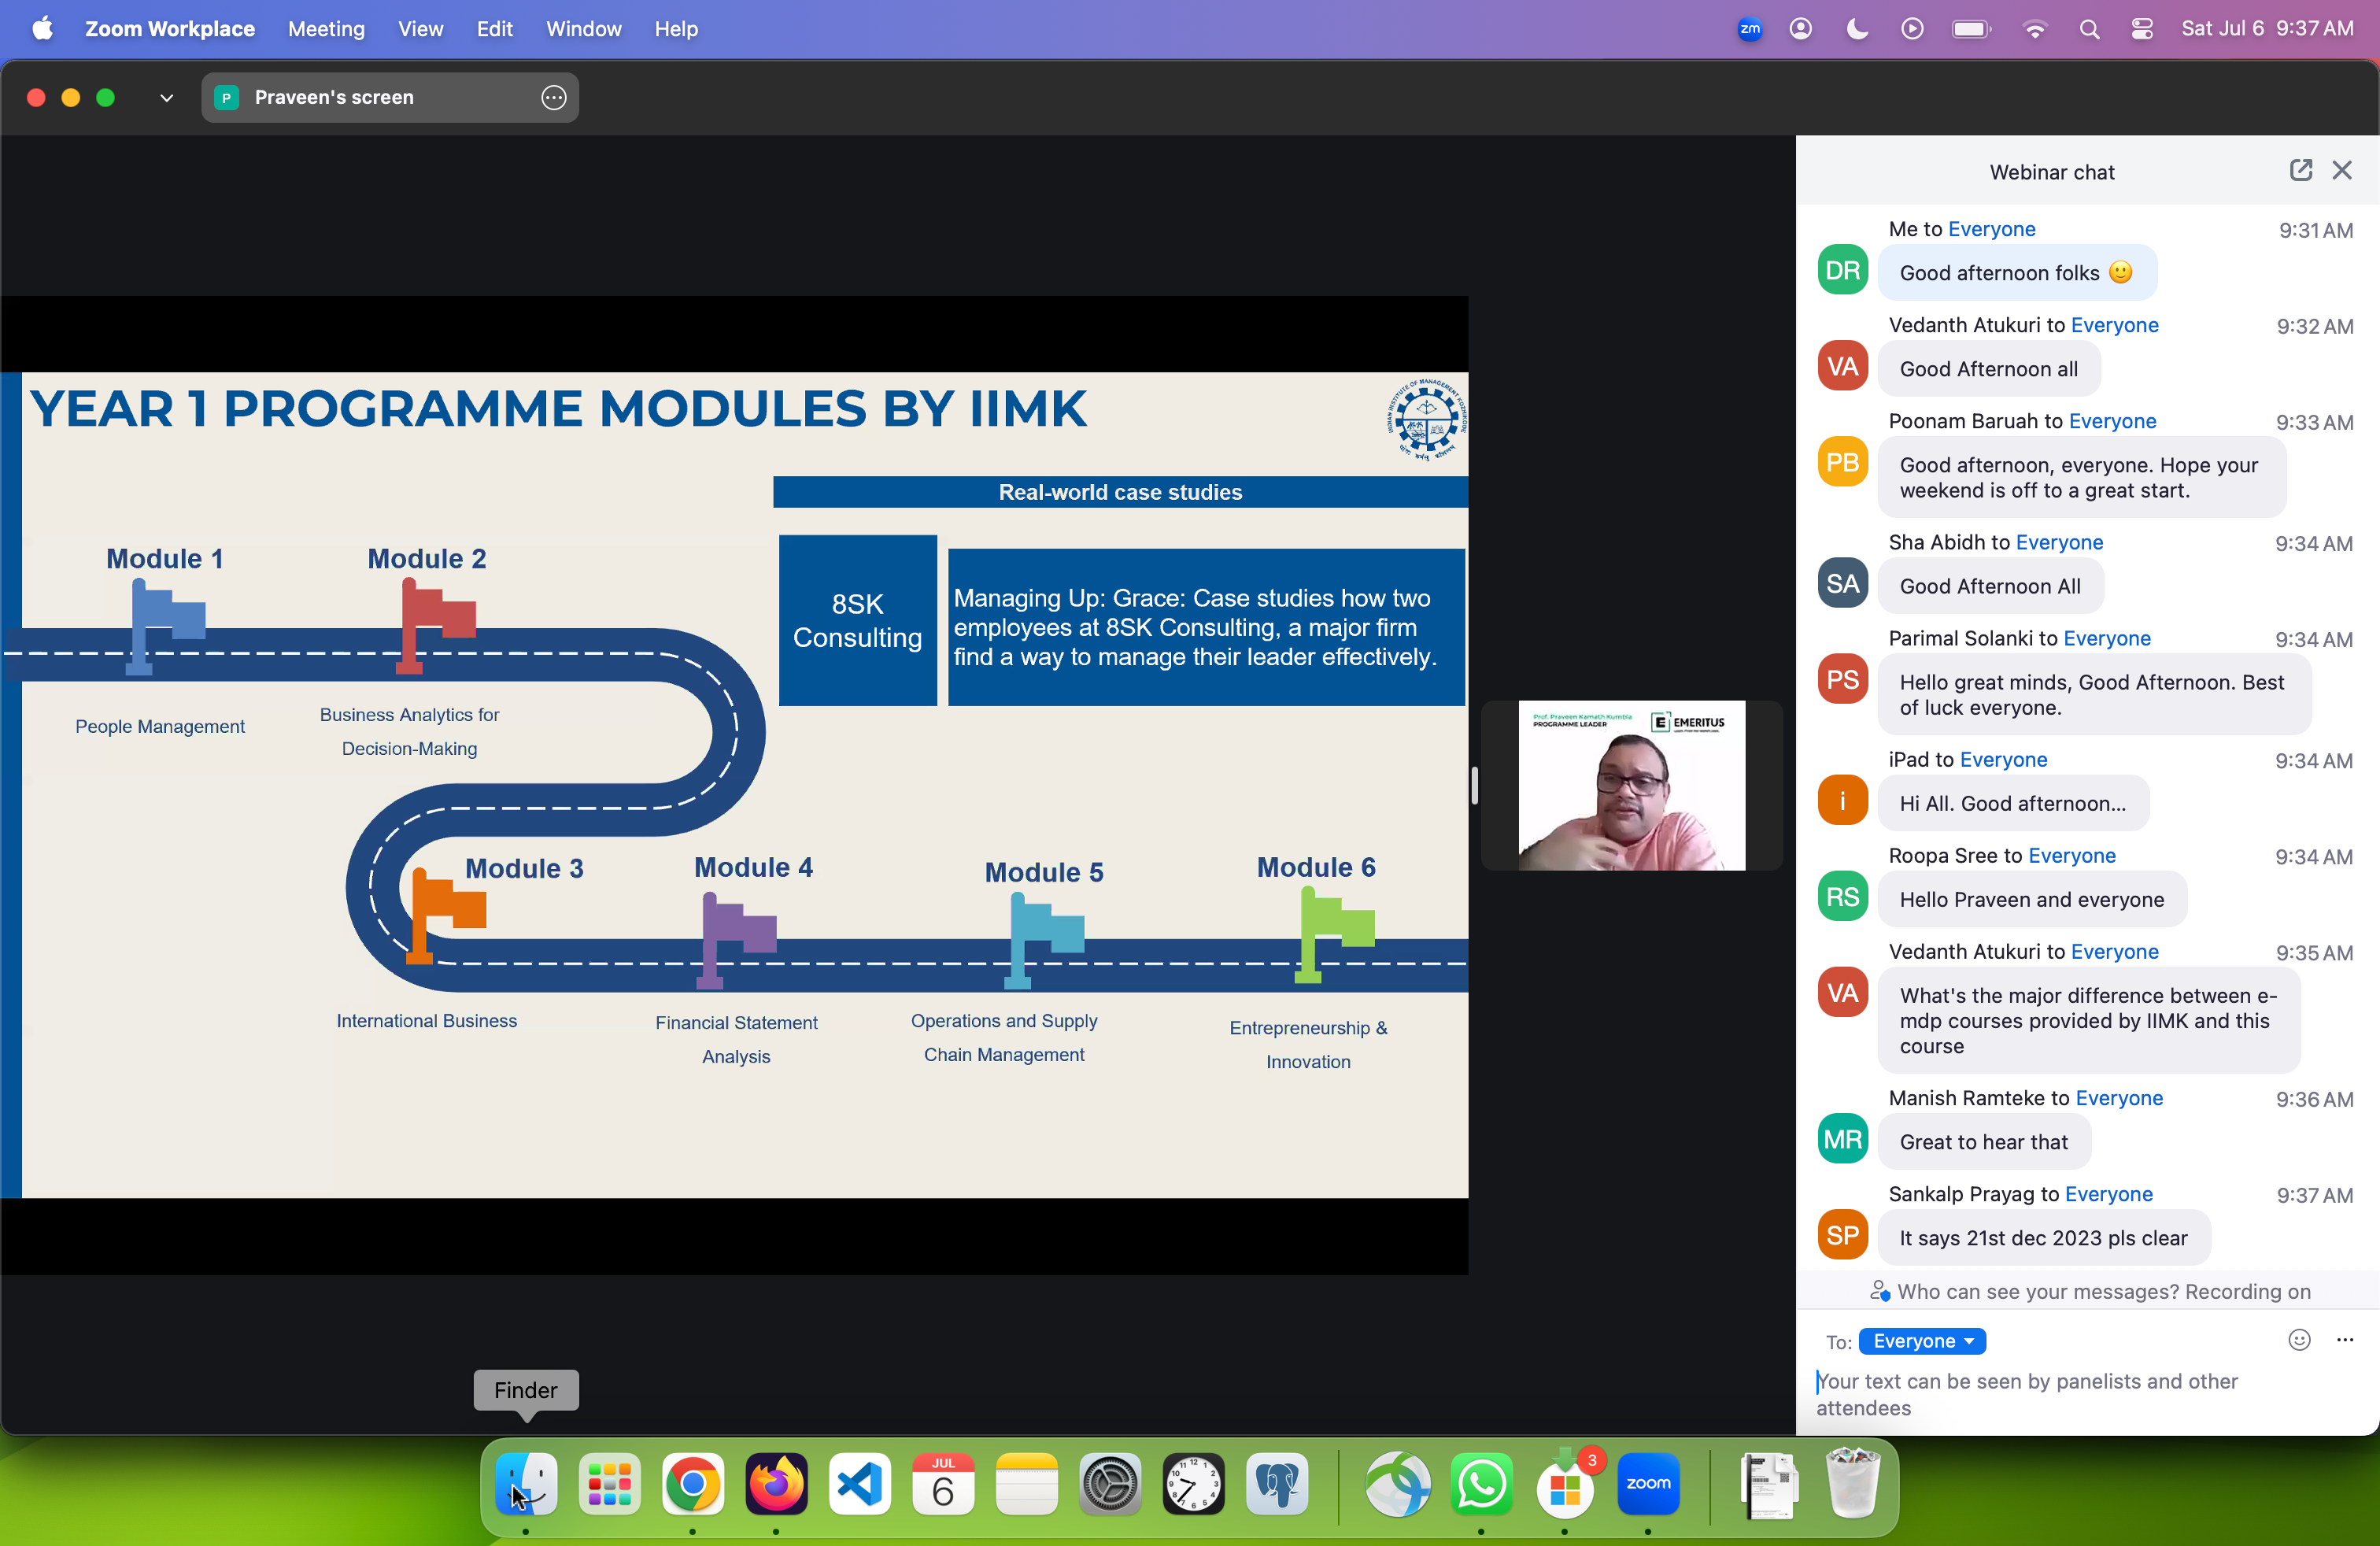 Zoom Workplace Meeting View Edit Window Help
zm
Sat Jul 6 9:37 AM
P Praveen's screen
YEAR 1 PROGRAMME MODULES BY IIMK
INDIAN INSTITUTE OF MANAGEMENT KOZHIKODE
Real-world case studies
8SK
Consulting
Managing Up: Grace: Case studies how two
employees at 8SK Consulting, a major firm
find a way to manage their leader effectively.
Module 1
Module 2
People Management
Business Analytics for
Decision-Making
Module 3
Module 4
Module 5
Module 6
International Business
Financial Statement
Analysis
Operations and Supply
Chain Management
Entrepreneurship &
Innovation
Prof. Praveen Kamath Kumbla
PROGRAMME LEADER
E EMERITUS
Webinar chat
Me to Everyone 9:31 AM
DR
Good afternoon folks 🙂
Vedanth Atukuri to Everyone 9:32 AM
VA
Good Afternoon all
Poonam Baruah to Everyone 9:33 AM
PB
Good afternoon, everyone. Hope your
weekend is off to a great start.
Sha Abidh to Everyone 9:34 AM
SA
Good Afternoon All
Parimal Solanki to Everyone 9:34 AM
PS
Hello great minds, Good Afternoon. Best
of luck everyone.
iPad to Everyone 9:34 AM
i
Hi All. Good afternoon...
Roopa Sree to Everyone 9:34 AM
RS
Hello Praveen and everyone
Vedanth Atukuri to Everyone 9:35 AM
VA
What's the major difference between e-
mdp courses provided by IIMK and this
course
Manish Ramteke to Everyone 9:36 AM
MR
Great to hear that
Sankalp Prayag to Everyone 9:37 AM
SP
It says 21st dec 2023 pls clear
Who can see your messages? Recording on
To: Everyone
Your text can be seen by panelists and other
attendees
Finder
JUL
6
3
zoom